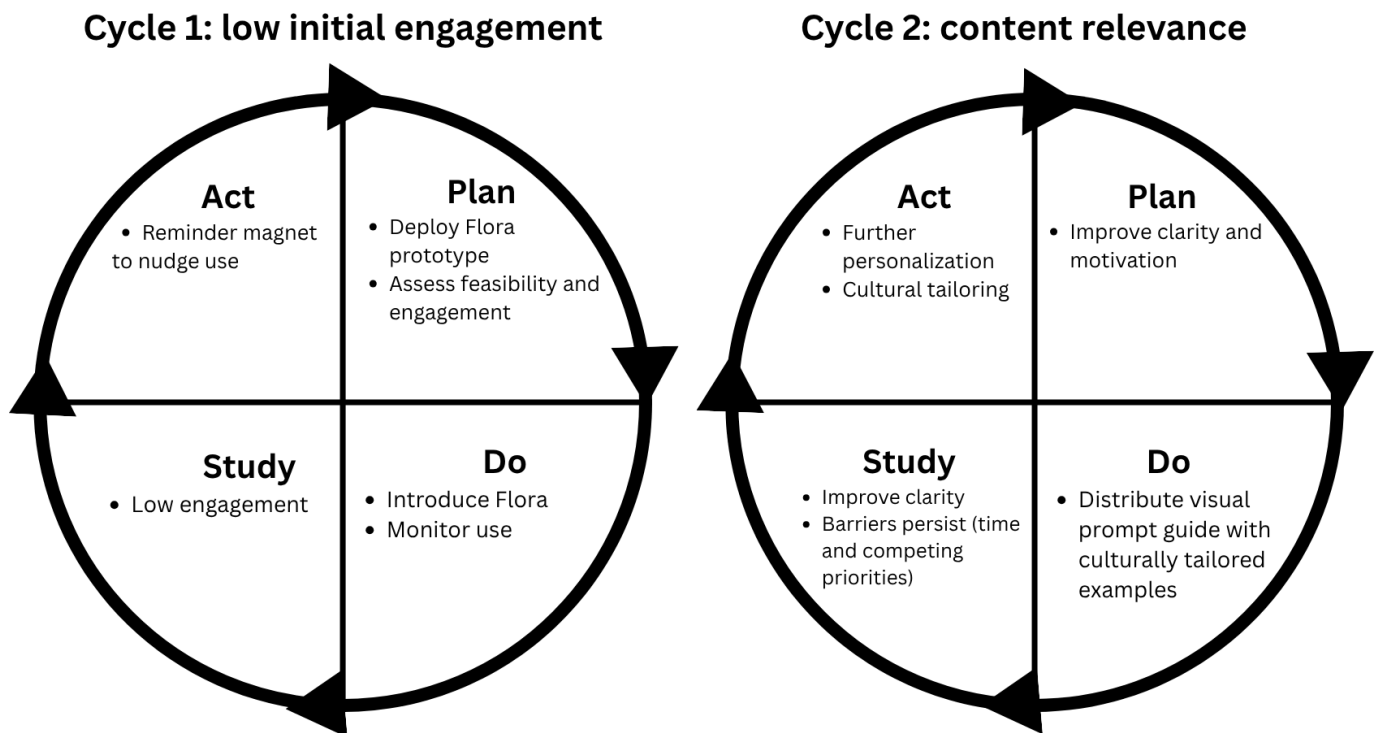 Cycle 1: low initial engagement
Act
• Reminder magnet
to nudge use
Plan
• Deploy Flora
prototype
• Assess feasibility and
engagement
Study
• Low engagement
Do
• Introduce Flora
• Monitor use
Cycle 2: content relevance
Act
• Further
personalization
• Cultural tailoring
Plan
• Improve clarity and
motivation
Study
• Improve clarity
• Barriers persist (time
and competing
priorities)
Do
• Distribute visual
prompt guide with
culturally tailored
examples